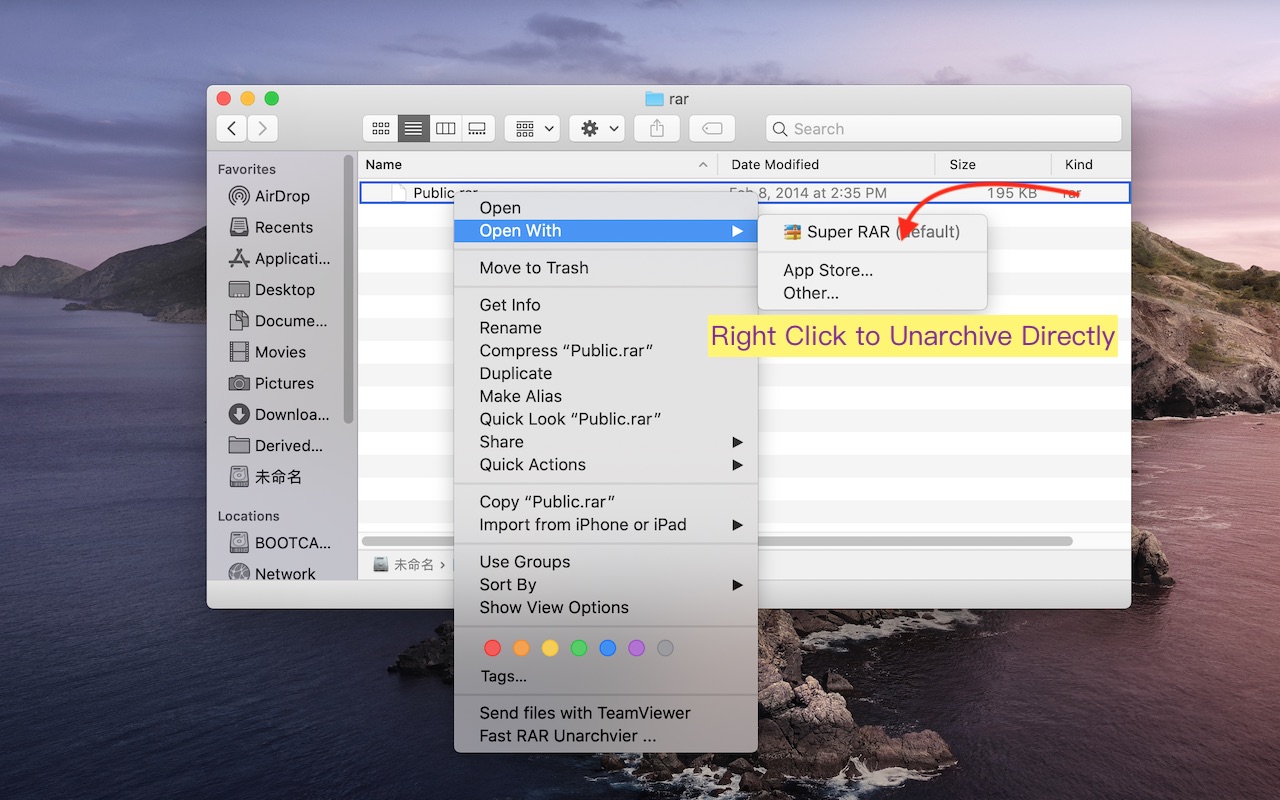 rar
Search
Favorites
AirDrop
Recents
Applicati...
Desktop
Docume...
Movies
Pictures
Downloa...
Derived...
未命名
Locations
BOOTCA...
Network
Name
Date Modified
Size
Kind
Public.rar
Feb 8, 2014 at 2:35 PM
195 KB
rar
Open
Open With
Move to Trash
Get Info
Rename
Compress “Public.rar”
Duplicate
Make Alias
Quick Look “Public.rar”
Share
Quick Actions
Copy “Public.rar”
Import from iPhone or iPad
Use Groups
Sort By
Show View Options
Tags...
Send files with TeamViewer
Fast RAR Unarchvier ...
Super RAR (default)
App Store...
Other...
Right Click to Unarchive Directly
未命名 ›